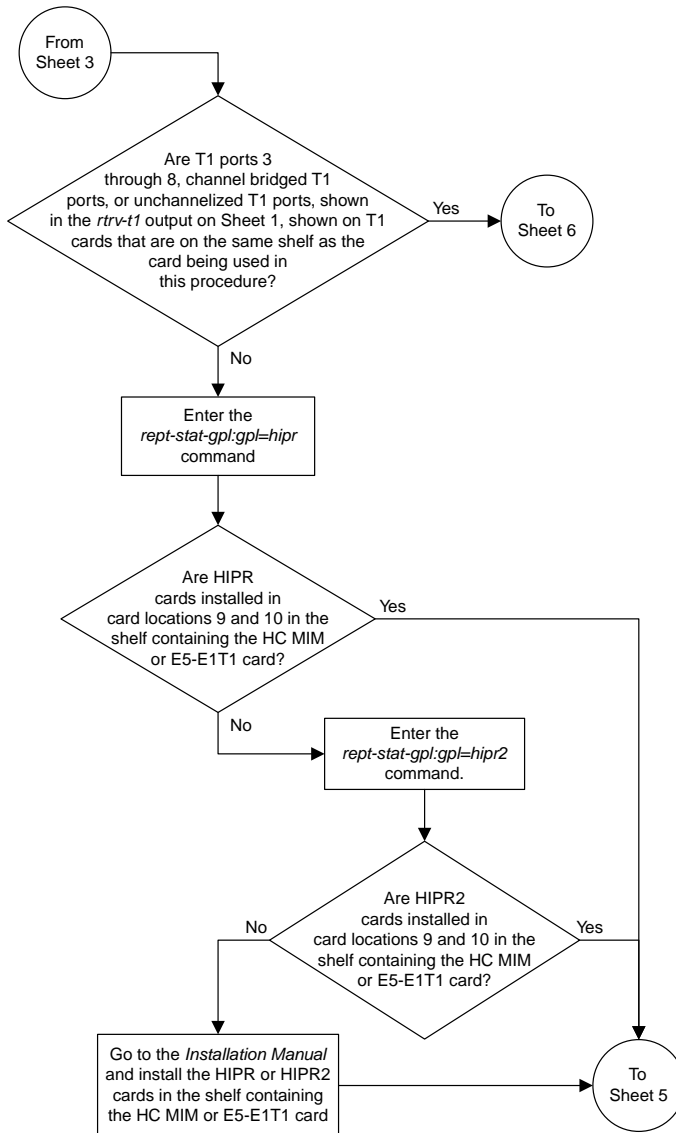 From
Sheet 3
Are T1 ports 3
through 8, channel bridged T1
ports, or unchannelized T1 ports, shown
in the rtrv-t1 output on Sheet 1, shown on T1
cards that are on the same shelf as the
card being used in
this procedure?
Yes
To
Sheet 6
No
Enter the
rept-stat-gpl:gpl=hipr
command
Are HIPR
cards installed in
card locations 9 and 10 in the
shelf containing the HC MIM
or E5-E1T1 card?
Yes
No
Enter the
rept-stat-gpl:gpl=hipr2
command.
Are HIPR2
cards installed in
card locations 9 and 10 in the
shelf containing the HC MIM
or E5-E1T1 card?
No
Yes
Go to the Installation Manual
and install the HIPR or HIPR2
cards in the shelf containing
the HC MIM or E5-E1T1 card
To
Sheet 5